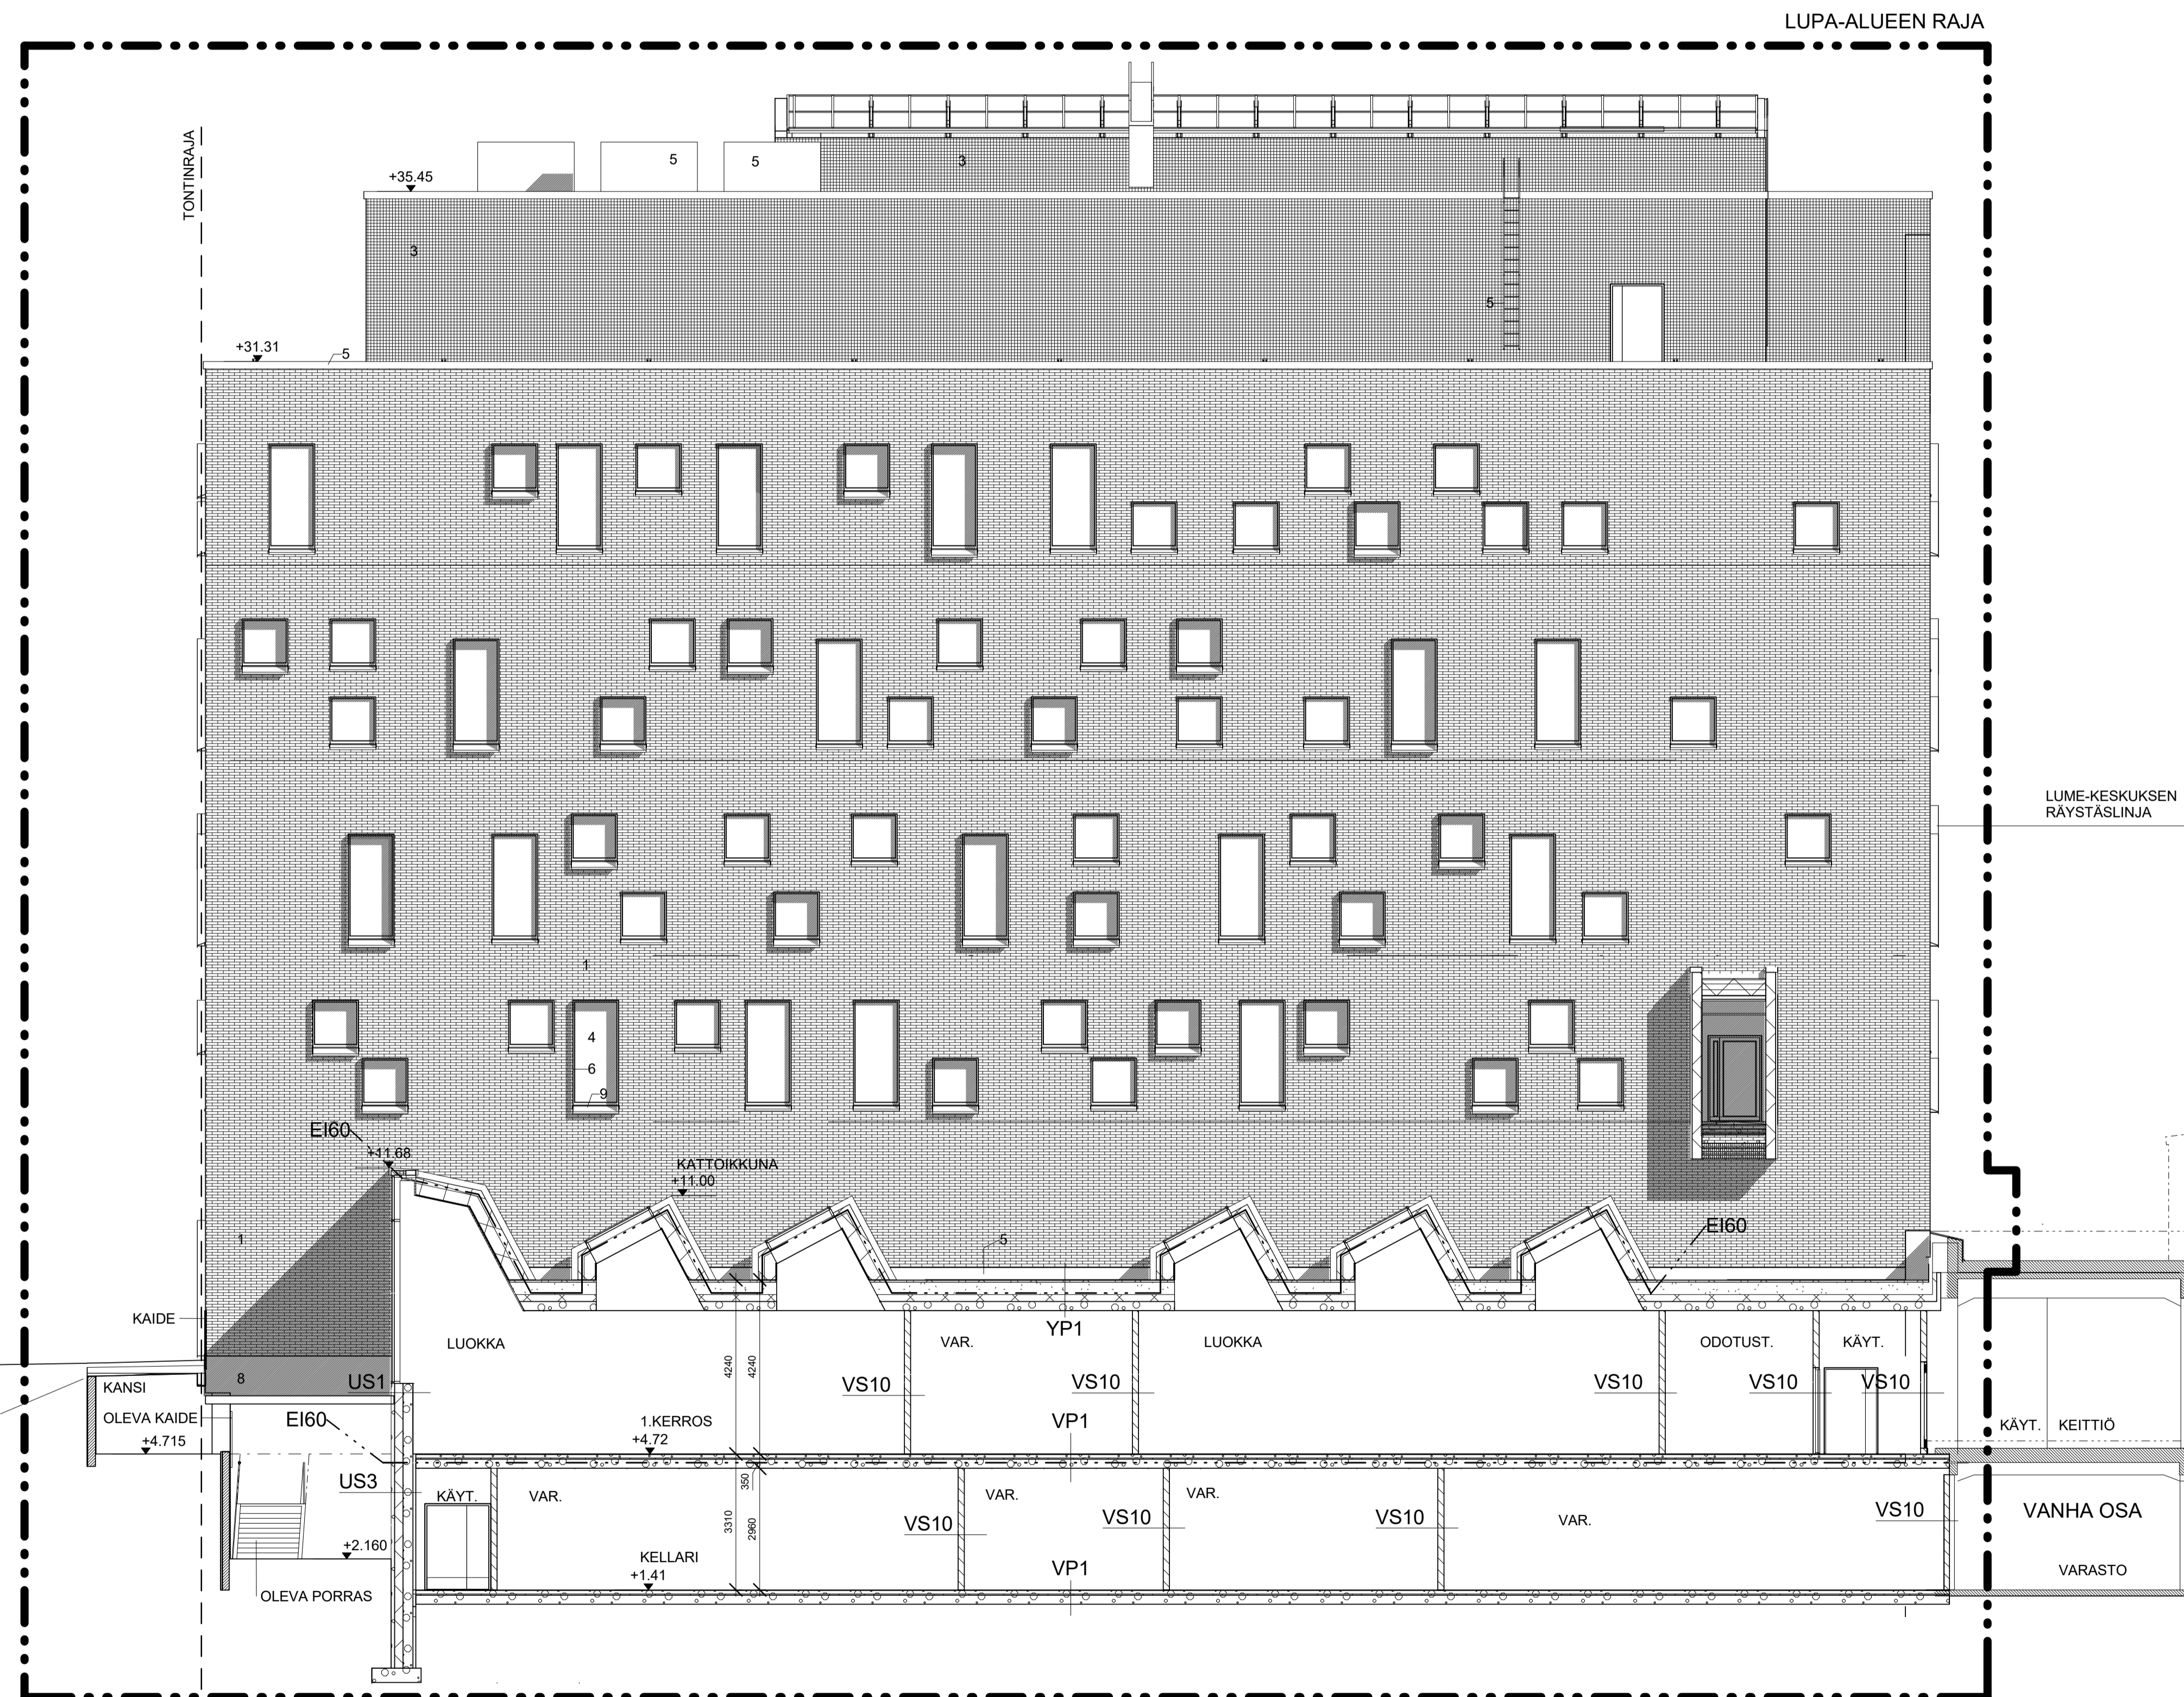 LUPA-ALUEEN RAJA
TONTINRAJA
5
5
3
+35.45
3
5
+31.31
5
LUME-KESKUKSEN
RÄYSTÄSLINJA
1
4
6
9
EI60
+11.68
KATTOIKKUNA
+11.00
EI60
1
5
KAIDE
LUOKKA
VAR.
YP1
LUOKKA
ODOTUST.
KÄYT.
4240
4240
8
KANSI
US1
VS10
VS10
VS10
VS10
VS10
OLEVA KAIDE
EI60
1.KERROS
VP1
KÄYT.
KEITTIÖ
+4.715
+4.72
US3
350
KÄYT.
VAR.
VAR.
VAR.
VAR.
3310
2960
VS10
VS10
VS10
VS10
VANHA OSA
+2.160
KELLARI
+1.41
VP1
VARASTO
OLEVA PORRAS